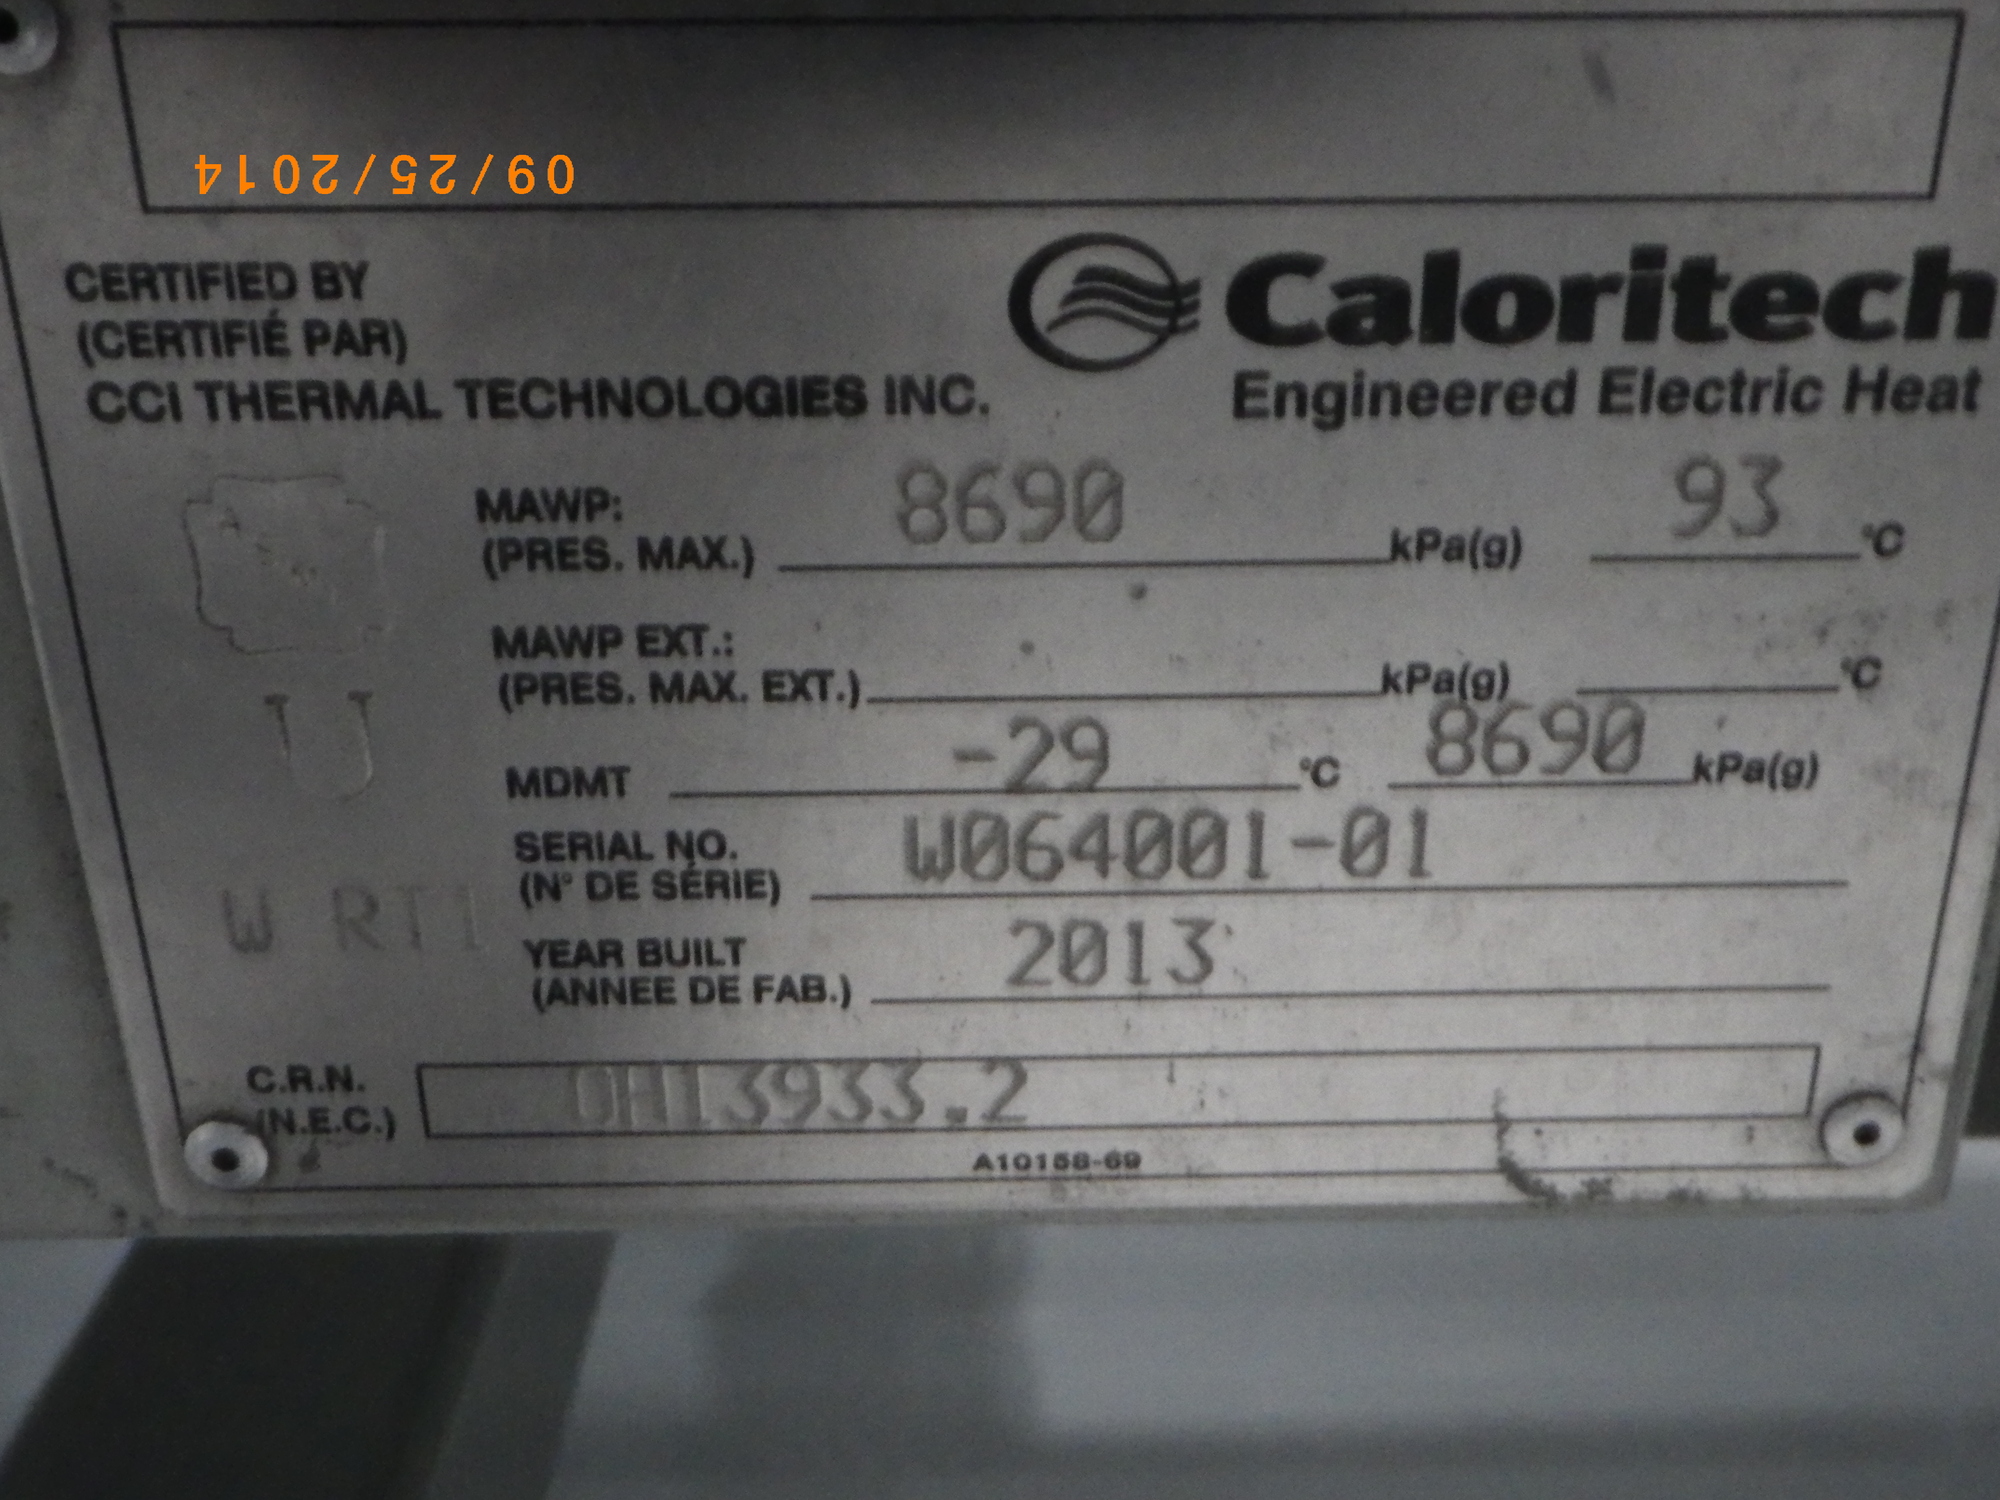 09/25/2014
CERTIFIED BY
(CERTIFIÉ PAR)
CCI THERMAL TECHNOLOGIES INC.
Caloritech
Engineered Electric Heat
MAWP: 8690 kPa(g) 93 °C
(PRES. MAX.)
MAWP EXT.: kPa(g) °C
(PRES. MAX. EXT.)
U
MDMT -29 °C 8690 kPa(g)
SERIAL NO. W064001-01
(N° DE SÉRIE)
W RT1
YEAR BUILT 2013
(ANNEE DE FAB.)
C.R.N. 0H13933.2
(N.E.C.)
A10158-69